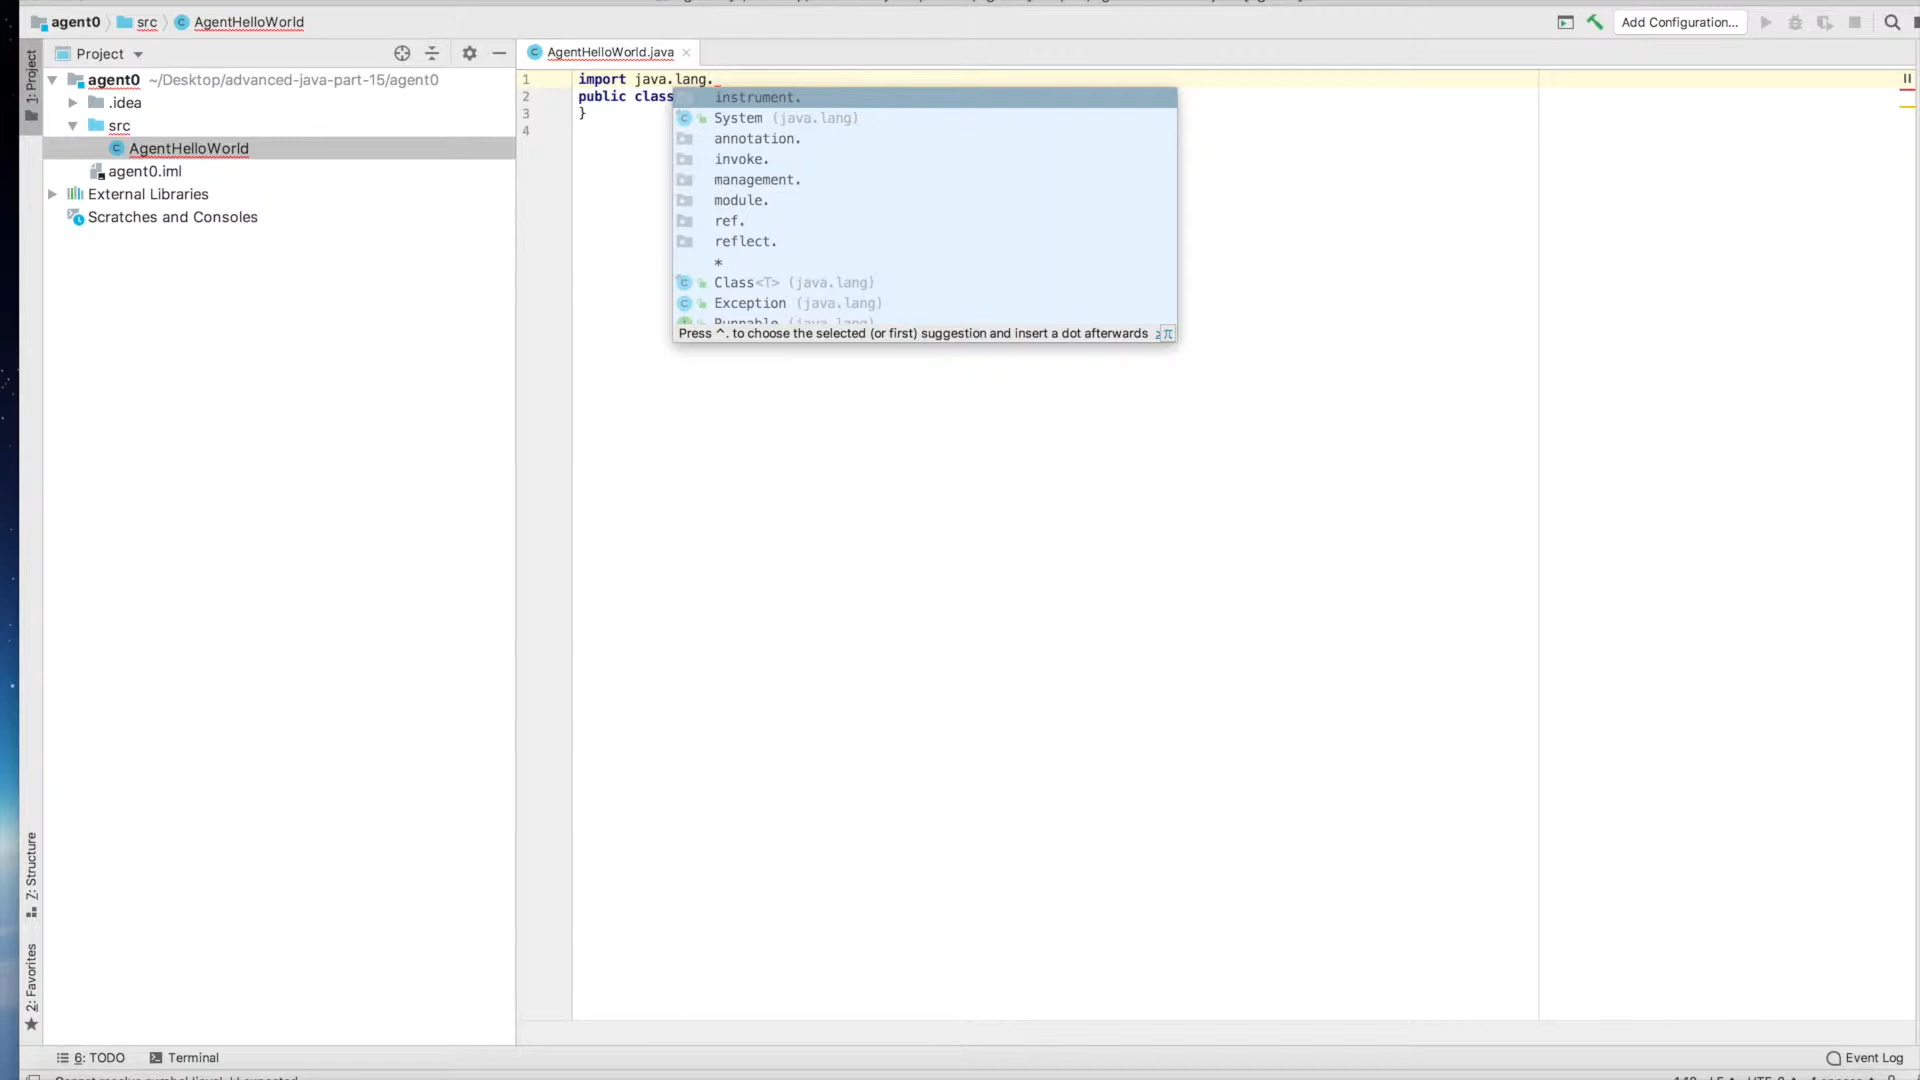 agent0 src AgentHelloWorld
Add Configuration...
1: Project
Project
AgentHelloWorld.java
agent0 ~/Desktop/advanced-java-part-15/agent0
.idea
src
AgentHelloWorld
agent0.iml
External Libraries
Scratches and Consoles
1 import java.lang.
2 public class
3 }
4
instrument.
System (java.lang)
annotation.
invoke.
management.
module.
ref.
reflect.
*
Class<T> (java.lang)
Exception (java.lang)
Runnable (java.lang)
Press ^. to choose the selected (or first) suggestion and insert a dot afterwards ≥ π
7: Structure
2: Favorites
6: TODO
Terminal
Event Log